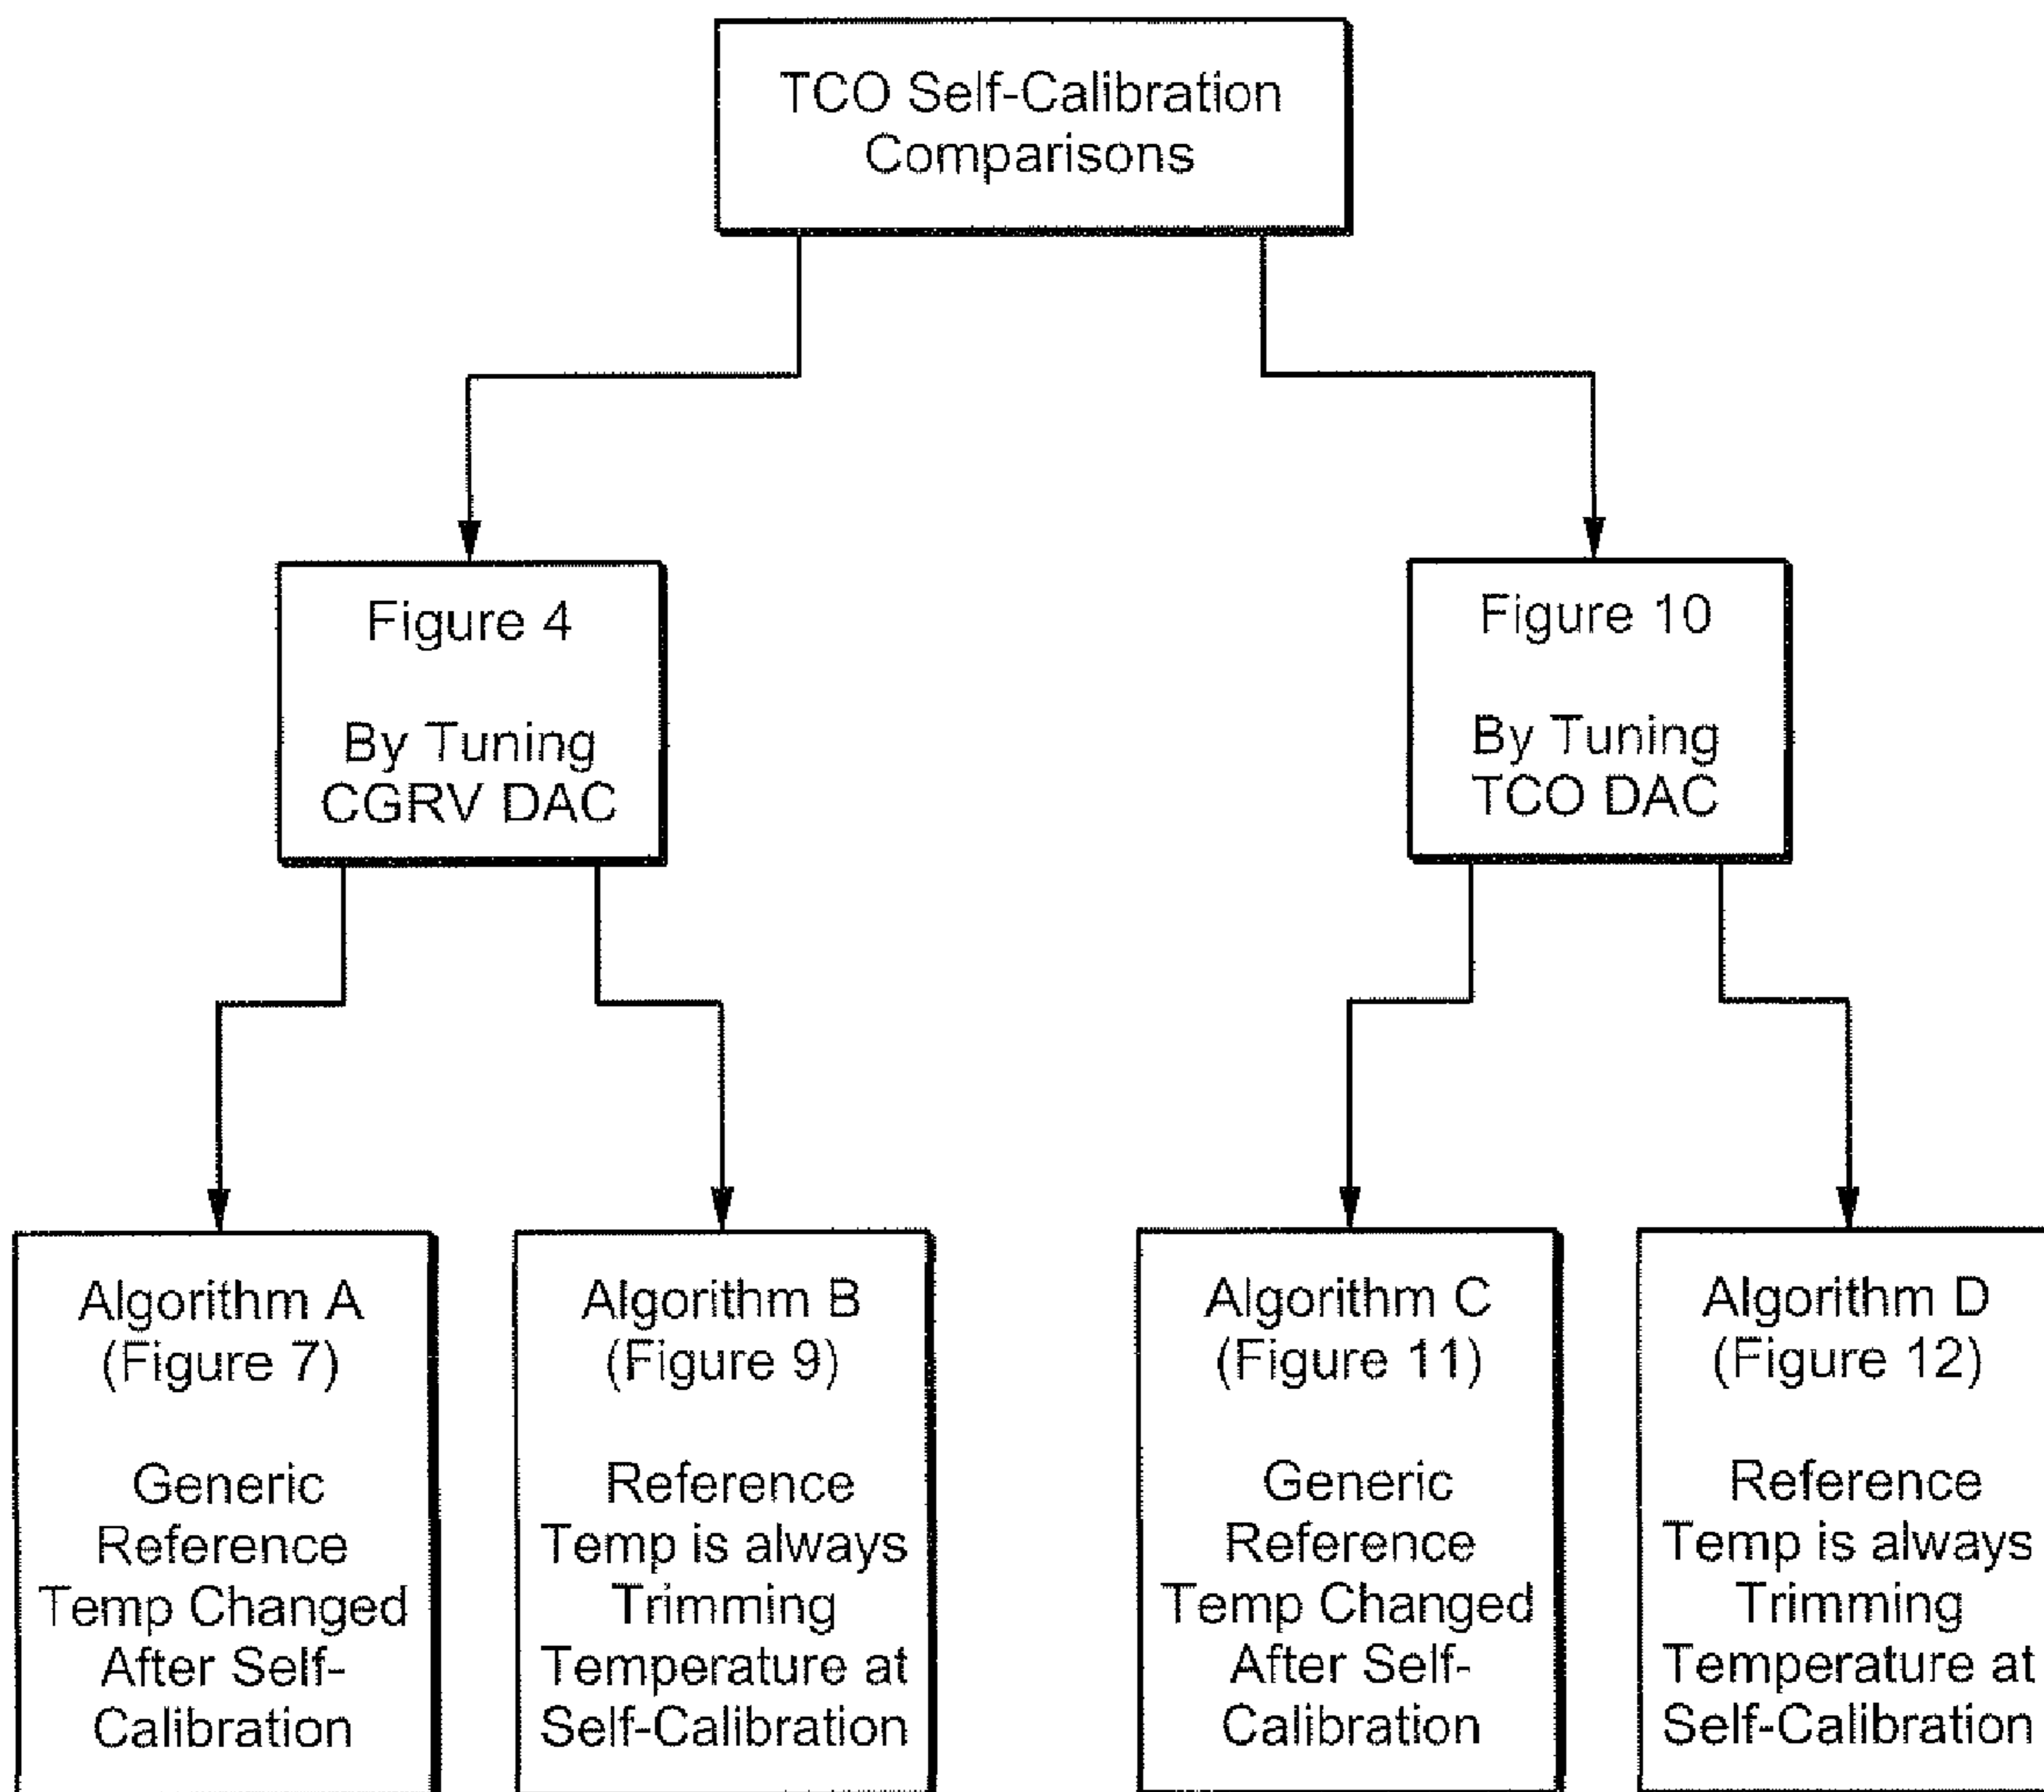 TCO Self-Calibration
Comparisons
Figure 4
By Tuning
CGRV DAC
Figure 10
By Tuning
TCO DAC
Algorithm A
(Figure 7)
Generic
Reference
Temp Changed
After Self-
Calibration
Algorithm B
(Figure 9)
Reference
Temp is always
Trimming
Temperature at
Self-Calibration
Algorithm C
(Figure 11)
Generic
Reference
Temp Changed
After Self-
Calibration
Algorithm D
(Figure 12)
Reference
Temp is always
Trimming
Temperature at
Self-Calibration